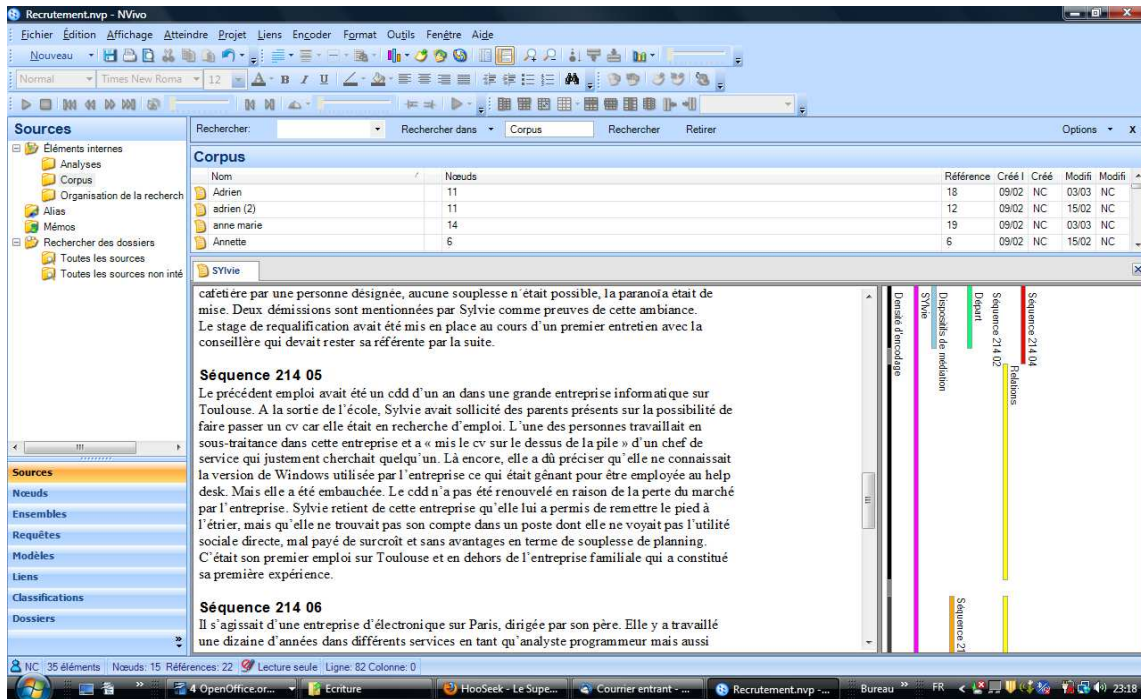 Recrutement.nvp - NVivo
Fichier Édition Affichage Atteindre Projet Liens Encoder Format Outils Fenêtre Aide
Nouveau
Normal Times New Roma 12 A B I U
Sources
Rechercher: Rechercher dans Corpus Rechercher Retirer Options X
Éléments internes
Analyses
Corpus
Organisation de la recherch
Alias
Mémos
Rechercher des dossiers
Toutes les sources
Toutes les sources non inté
Corpus
Nom Nœuds Référence Créé l Créé Modifi Modifi
Adrien 11 18 09/02 NC 03/03 NC
adrien (2) 11 12 09/02 NC 15/02 NC
anne marie 14 19 09/02 NC 03/03 NC
Annette 6 6 09/02 NC 15/02 NC
SYlvie
cafetière par une personne désignée, aucune souplesse n´était possible, la paranoïa était de
mise. Deux démissions sont mentionnées par Sylvie comme preuves de cette ambiance.
Le stage de requalification avait été mis en place au cours d’un premier entretien avec la
conseillère qui devait rester sa référente par la suite.
Séquence 214 05
Le précédent emploi avait été un cdd d’un an dans une grande entreprise informatique sur
Toulouse. A la sortie de l’école, Sylvie avait sollicité des parents présents sur la possibilité de
faire passer un cv car elle était en recherche d’emploi. L’une des personnes travaillait en
sous-traitance dans cette entreprise et a « mis le cv sur le dessus de la pile » d’un chef de
service qui justement cherchait quelqu’un. Là encore, elle a dû préciser qu’elle ne connaissait
la version de Windows utilisée par l’entreprise ce qui était gênant pour être employée au help
desk. Mais elle a été embauchée. Le cdd n’a pas été renouvelé en raison de la perte du marché
par l’entreprise. Sylvie retient de cette entreprise qu’elle lui a permis de remettre le pied à
l’étrier, mais qu’elle ne trouvait pas son compte dans un poste dont elle ne voyait pas l’utilité
sociale directe, mal payé de surcroît et sans avantages en terme de souplesse de planning.
C’était son premier emploi sur Toulouse et en dehors de l’entreprise familiale qui a constitué
sa première expérience.
Séquence 214 06
Il s’agissait d’une entreprise d’électronique sur Paris, dirigée par son père. Elle y a travaillé
une dizaine d’années dans différents services en tant qu’analyste programmeur mais aussi
Densité d'encodage
SYlvie
Dispositifs de médiation
Départ
Séquence 214 02
Séquence 214 04
Relations
Séquence 21
Sources
Nœuds
Ensembles
Requêtes
Modèles
Liens
Classifications
Dossiers
»
NC 35 éléments Nœuds: 15 Références: 22 Lecture seule Ligne: 82 Colonne: 0
» 4 OpenOffice.or... Ecriture HooSeek - Le Supe... Courrier entrant - ... Recrutement.nvp -... Bureau » FR < 23:18